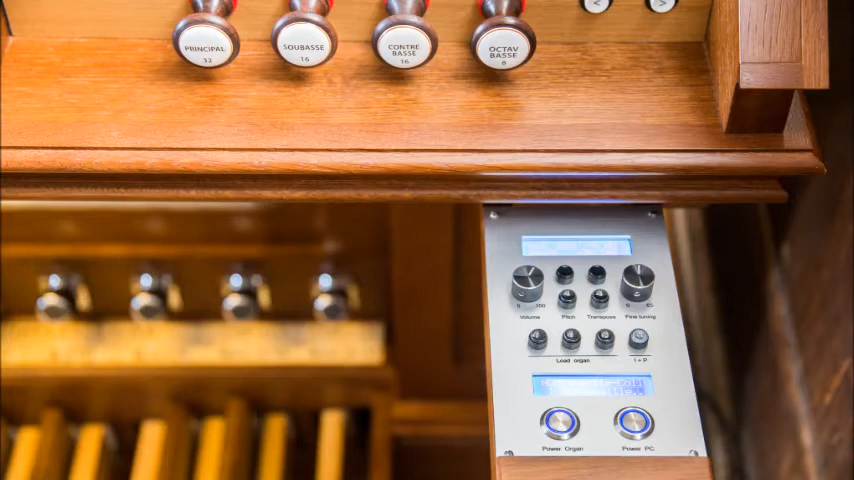 PRINCIPAL
32
SOUBASSE
16
CONTRE
BASSE
16
OCTAV
BASSE
8
<
>
Volume
Pitch
Transpose
Fine tuning
Load organ
I + P
Power Organ
Power PC